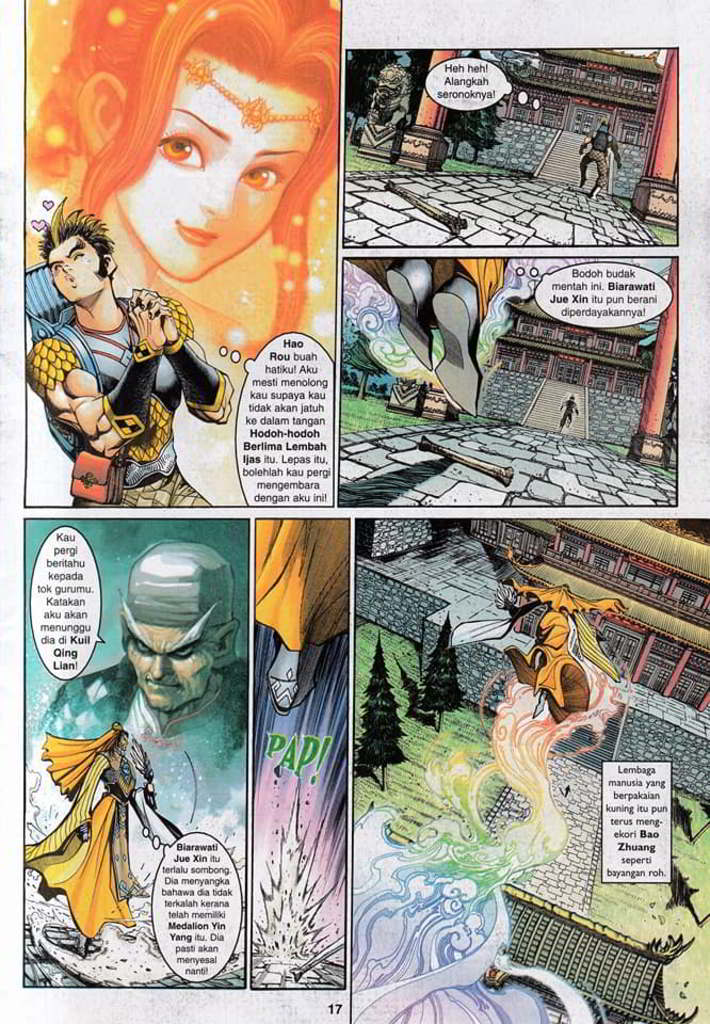 Hao
Rou buah
hatiku! Aku
mesti menolong
kau supaya kau
tidak akan jatuh
ke dalam tangan
Hodoh-hodoh
Berlima Lembah
Ijas itu. Lepas itu,
bolehlah kau pergi
mengembara
dengan aku ini!
Heh heh!
Alangkah
seronoknya!
Bodoh budak
mentah ini. Biarawati
Jue Xin itu pun berani
diperdayakannya!
Kau
pergi
beritahu
kepada
tok gurumu.
Katakan
aku akan
menunggu
dia di Kuil
Qing
Lian!
Biarawati
Jue Xin itu
terlalu sombong.
Dia menyangka
bahawa dia tidak
terkalah kerana
telah memiliki
Medalion Yin
Yang itu. Dia
pasti akan
menyesal
nanti!
PAP!
Lembaga
manusia yang
berpakaian
kuning itu pun
terus meng-
ekori Bao
Zhuang
seperti
bayangan roh.
17